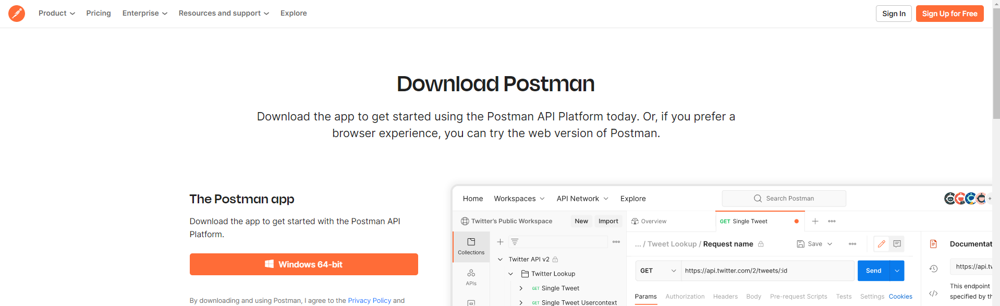 Product Pricing Enterprise Resources and support Explore Sign In Sign Up for Free
Download Postman
Download the app to get started using the Postman API Platform today. Or, if you prefer a
browser experience, you can try the web version of Postman.
The Postman app
Download the app to get started with the Postman API
Platform.
Windows 64-bit
By downloading and using Postman, I agree to the Privacy Policy and
Home Workspaces API Network Explore Search Postman
Twitter's Public Workspace New Import Overview GET Single Tweet
... / Tweet Lookup / Request name Save Documentat
Collections
Twitter API v2
GET https://api.twitter.com/2/tweets/:id Send https://api.tw
Twitter Lookup
APIs
GET Single Tweet This endpoint
Params Authorization Headers Body Pre-request Scripts Tests Settings Cookies specified by th
GET Single Tweet Usercontext